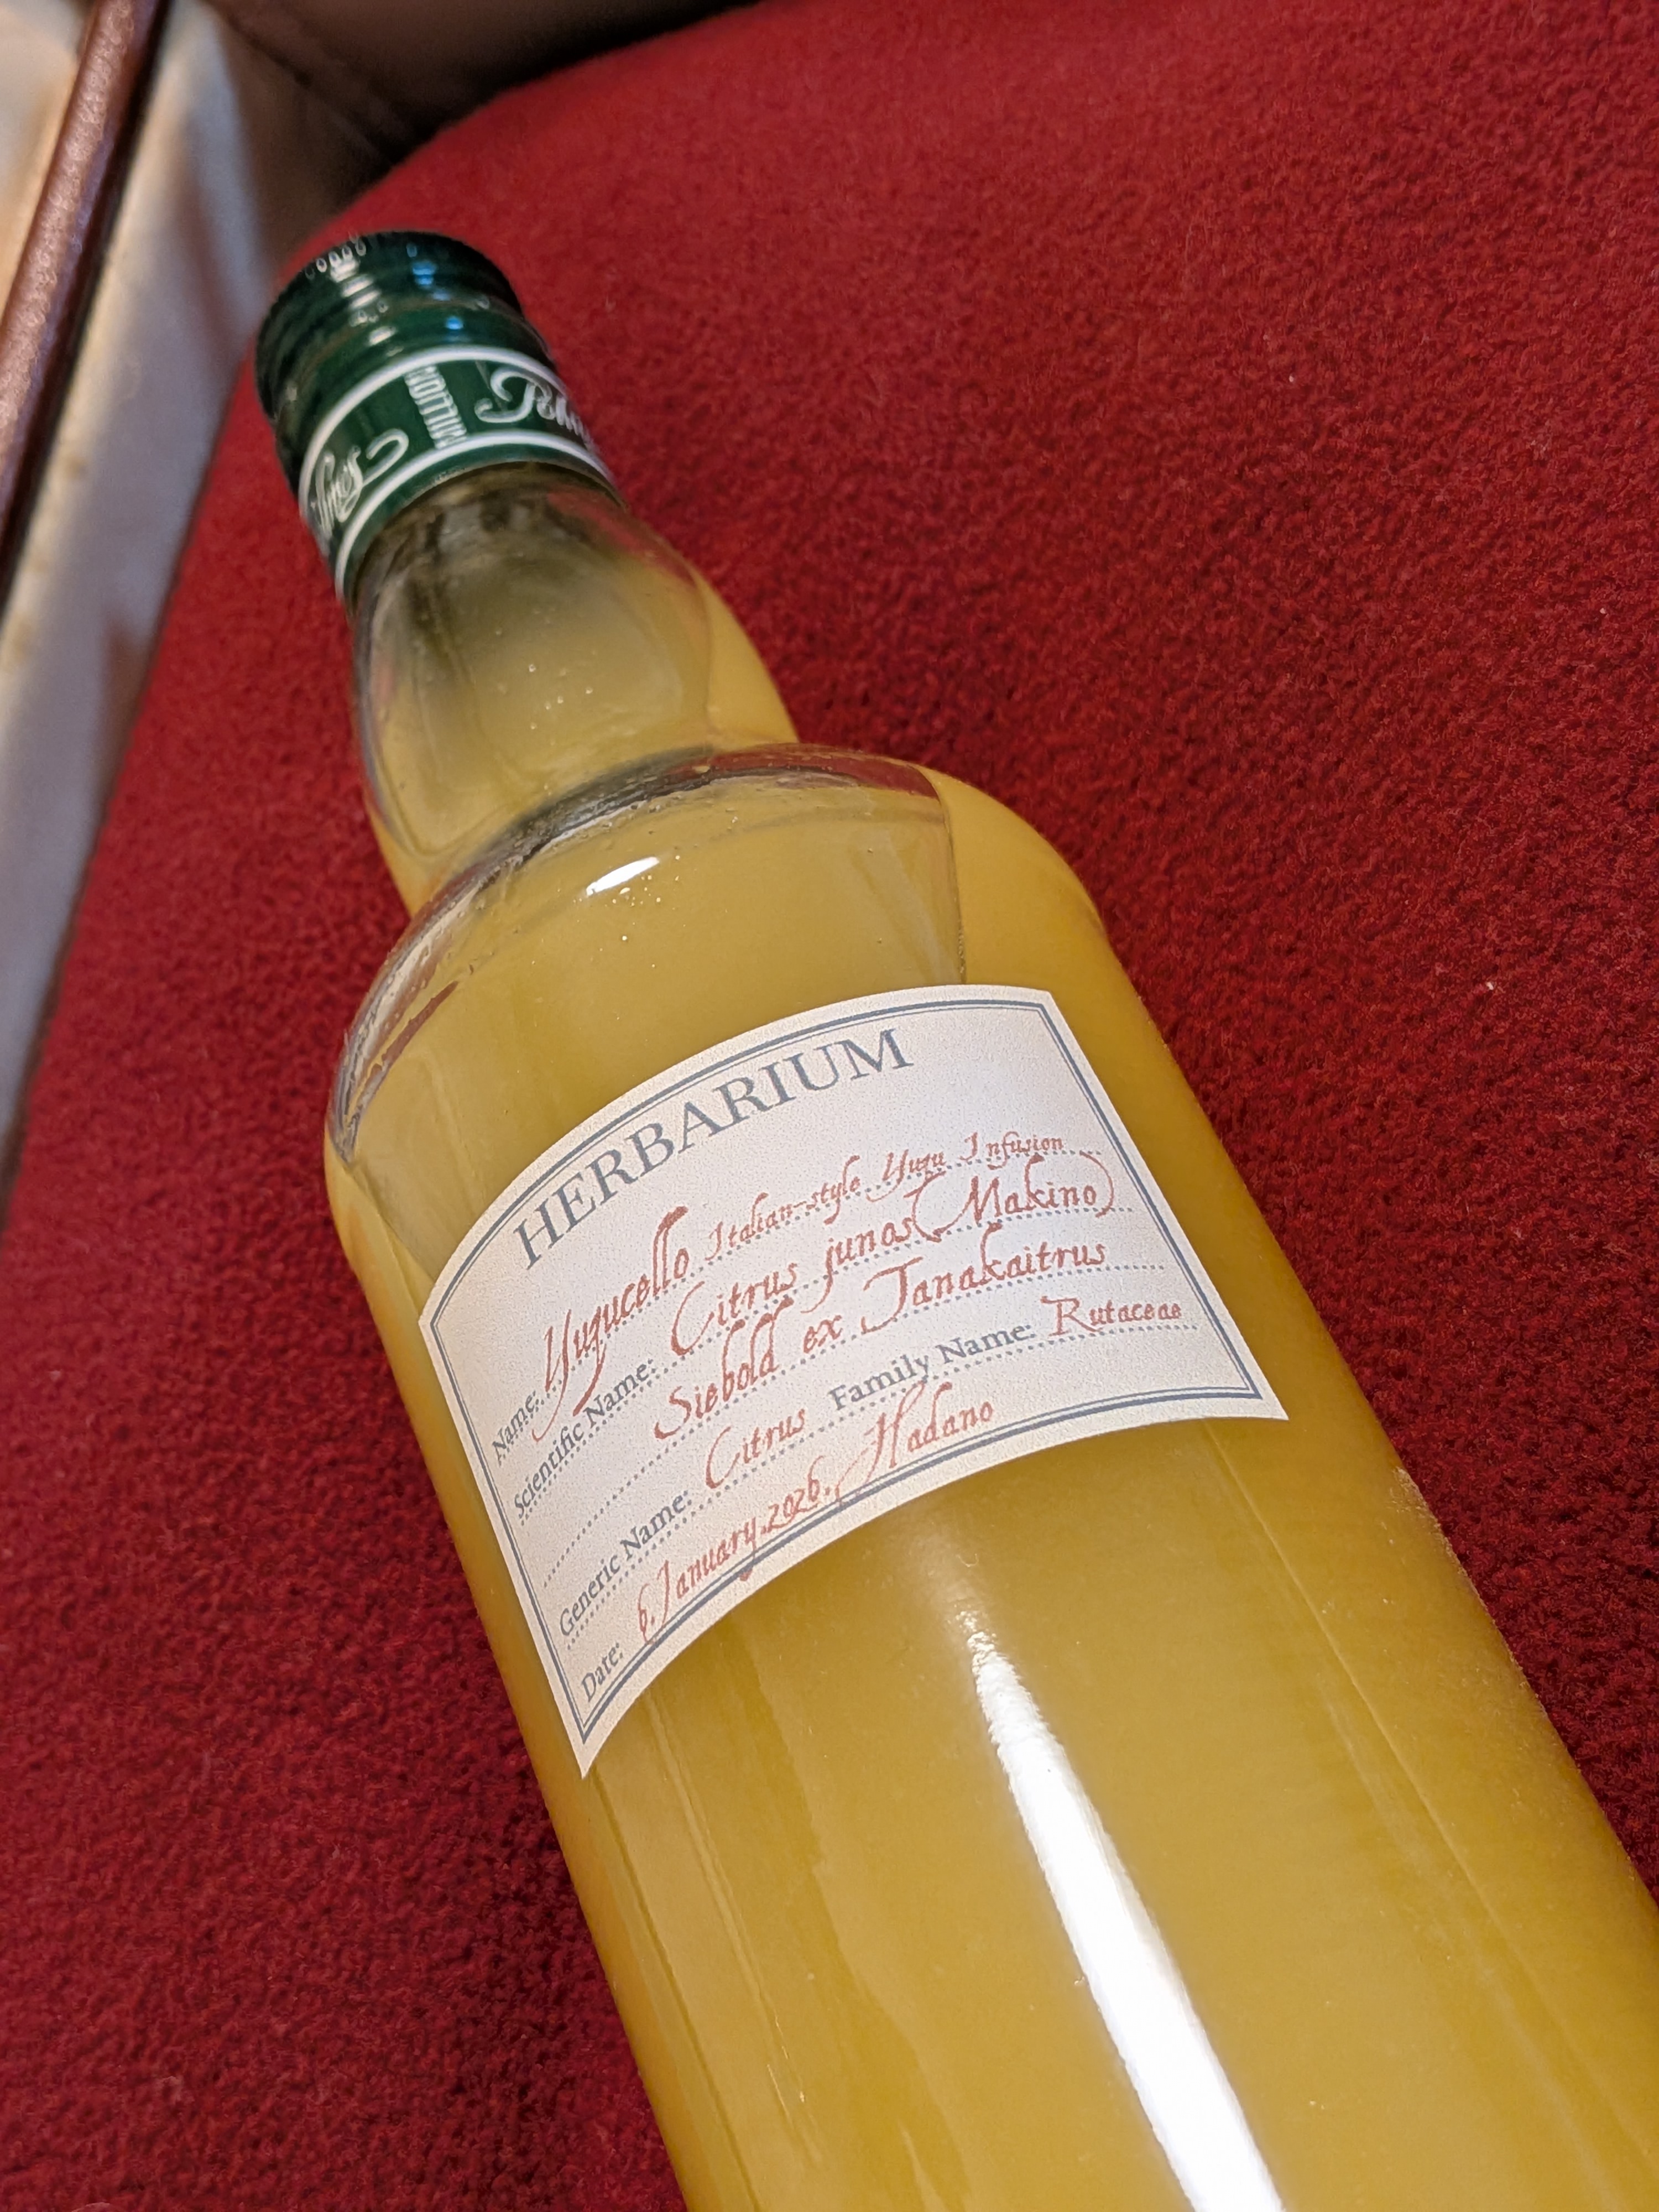 HERBARIUM
Name: Yuzucello Italian-style Yuzu Infusion
Scientific Name: Citrus junos (Makino)
Siebold ex Tanakaitrus
Generic Name: Citrus Family Name: Rutaceae
Date: 6. January. 2026. Hadano